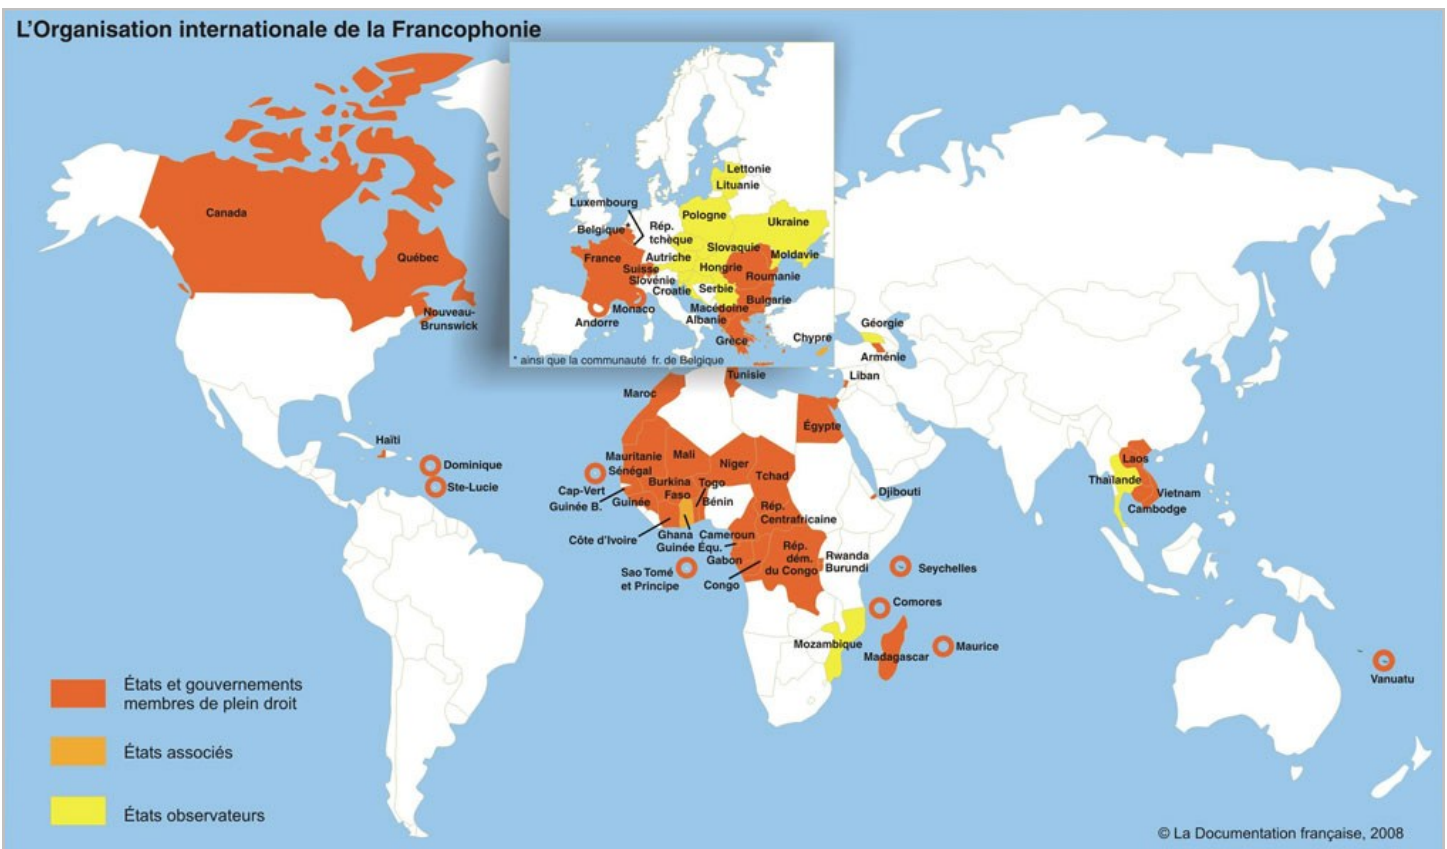 L'Organisation internationale de la Francophonie
Canada
Québec
Nouveau-
Brunswick
Haïti
Dominique
Ste-Lucie
Lettonie
Lituanie
Luxembourg
Pologne
Belgique*
Ukraine
Rép.
tchèque
Slovaquie
Moldavie
France
Autriche
Suisse
Hongrie
Roumanie
Slovénie
Croatie
Serbie
Bulgarie
Monaco
Macédoine
Andorre
Albanie
Grèce
Chypre
* ainsi que la communauté fr. de Belgique
Géorgie
Arménie
Liban
Tunisie
Maroc
Égypte
Mauritanie
Mali
Niger
Tchad
Sénégal
Cap-Vert
Burkina
Faso
Togo
Guinée B.
Guinée
Bénin
Djibouti
Rép.
Centrafricaine
Côte d'Ivoire
Ghana
Cameroun
Guinée Équ.
Gabon
Rép.
dém.
du Congo
Rwanda
Burundi
Sao Tomé
et Principe
Congo
Seychelles
Comores
Mozambique
Madagascar
Maurice
Laos
Thaïlande
Vietnam
Cambodge
Vanuatu
États et gouvernements
membres de plein droit
États associés
États observateurs
© La Documentation française, 2008